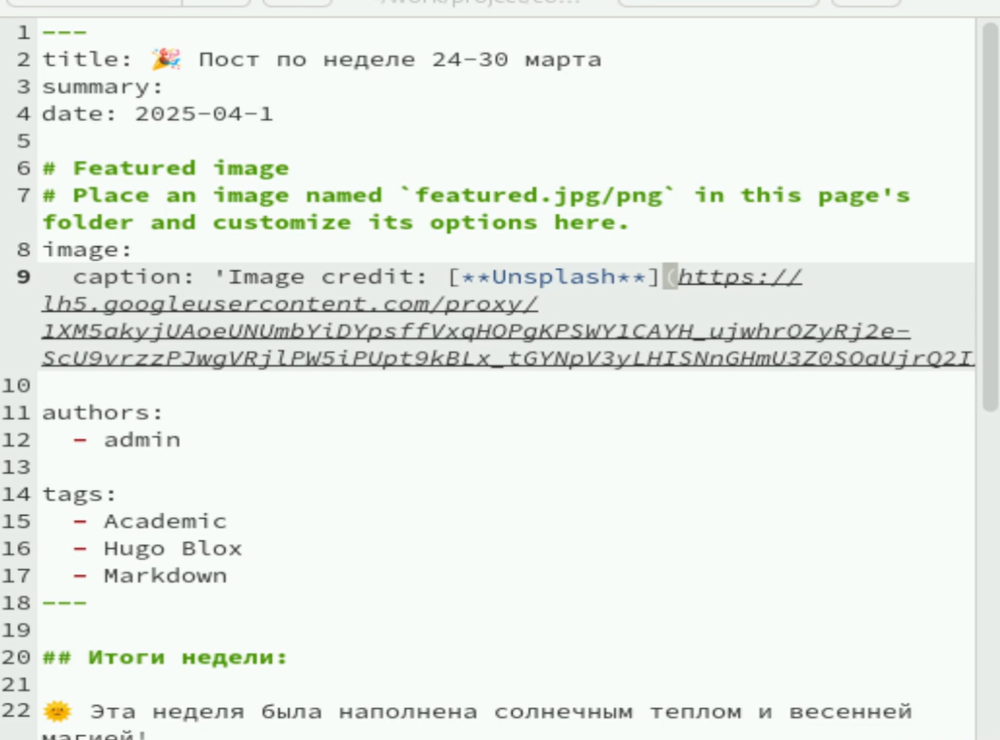 1 ---
2 title: 🎉 Пост по неделе 24-30 марта
3 summary:
4 date: 2025-04-1
5
6 # Featured image
7 # Place an image named `featured.jpg/png` in this page's
folder and customize its options here.
8 image:
9 caption: 'Image credit: [**Unsplash**](https://
lh5.googleusercontent.com/proxy/
1XM5akyjUAoeUNUmbYiDYpsffVxqHOPgKPSWY1CAYH_ujwhrOZyRj2e-
ScU9vrzzPJwgVRjlPW5iPUpt9kBLx_tGYNpV3yLHISNnGHmU3Z0SOaUjrQ2I
10
11 authors:
12 - admin
13
14 tags:
15 - Academic
16 - Hugo Blox
17 - Markdown
18 ---
19
20 ## Итоги недели:
21
22 🌞 Эта неделя была наполнена солнечным теплом и весенней
магией!